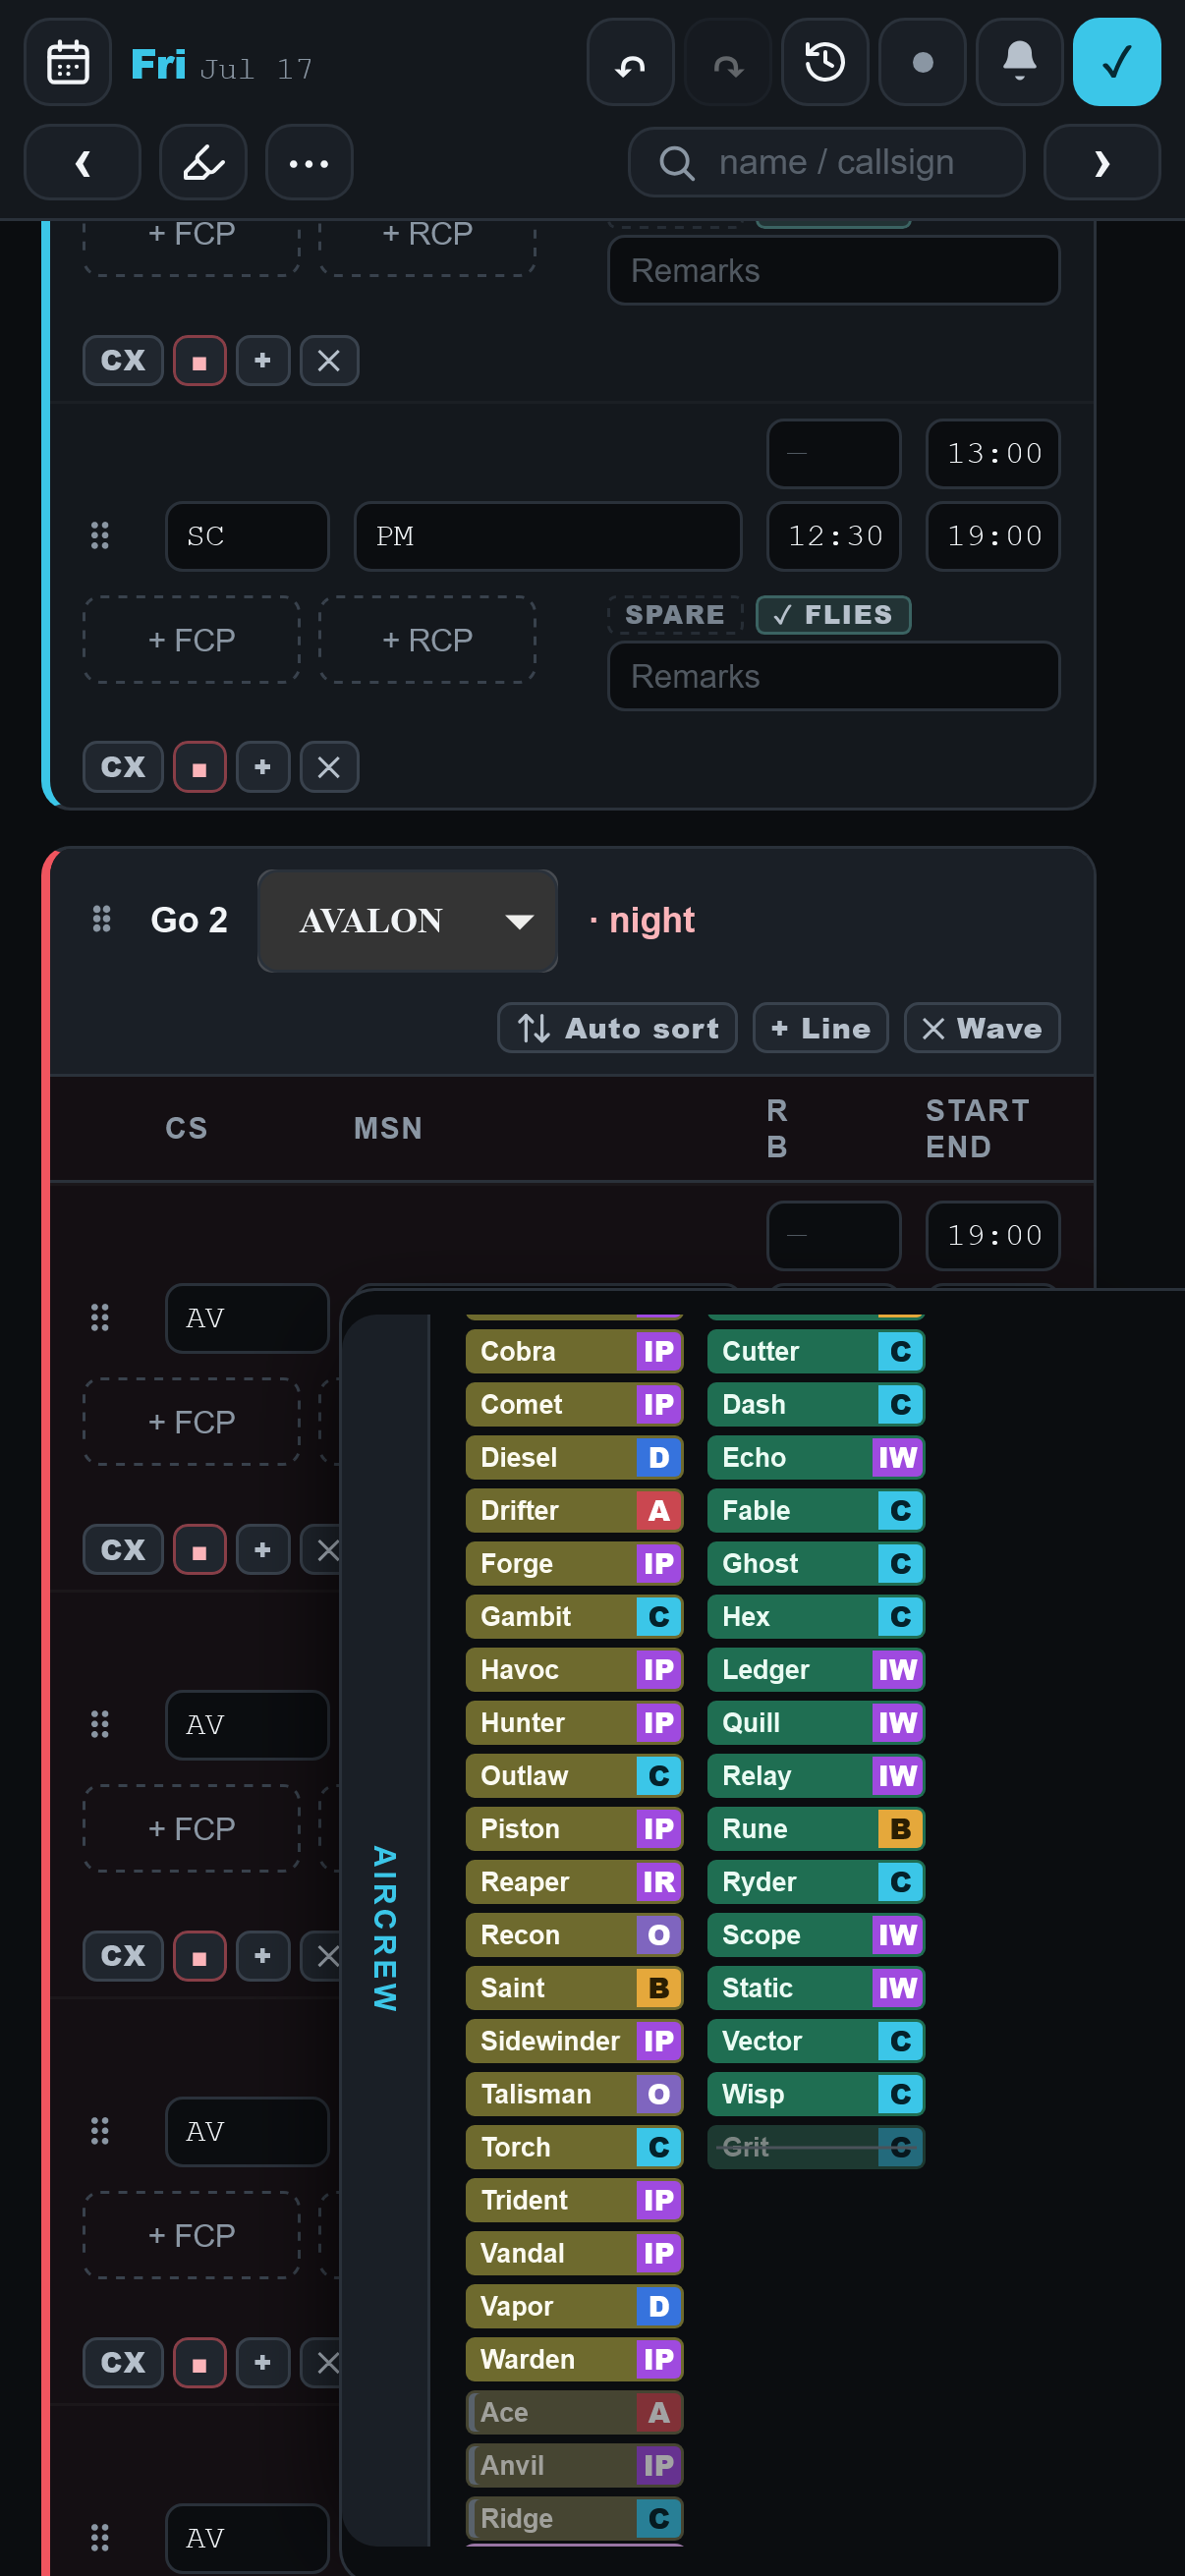 Fri Jul 17
name / callsign
+ FCP
+ RCP
Remarks
CX
+
13:00
SC
PM
12:30
19:00
+ FCP
+ RCP
SPARE
✓ FLIES
Remarks
CX
+
Go 2
AVALON
· night
Auto sort
+ Line
Wave
CS
MSN
R
B
START
END
19:00
AV
+ FCP
CX
+
AV
+ FCP
CX
+
AV
+ FCP
CX
+
AV
AIRCREW
Cobra IP
Cutter C
Comet IP
Dash C
Diesel D
Echo IW
Drifter A
Fable C
Forge IP
Ghost C
Gambit C
Hex C
Havoc IP
Ledger IW
Hunter IP
Quill IW
Outlaw C
Relay IW
Piston IP
Rune B
Reaper IR
Ryder C
Recon O
Scope IW
Saint B
Static IW
Sidewinder IP
Vector C
Talisman O
Wisp C
Torch C
Grit C
Trident IP
Vandal IP
Vapor D
Warden IP
Ace A
Anvil IP
Ridge C